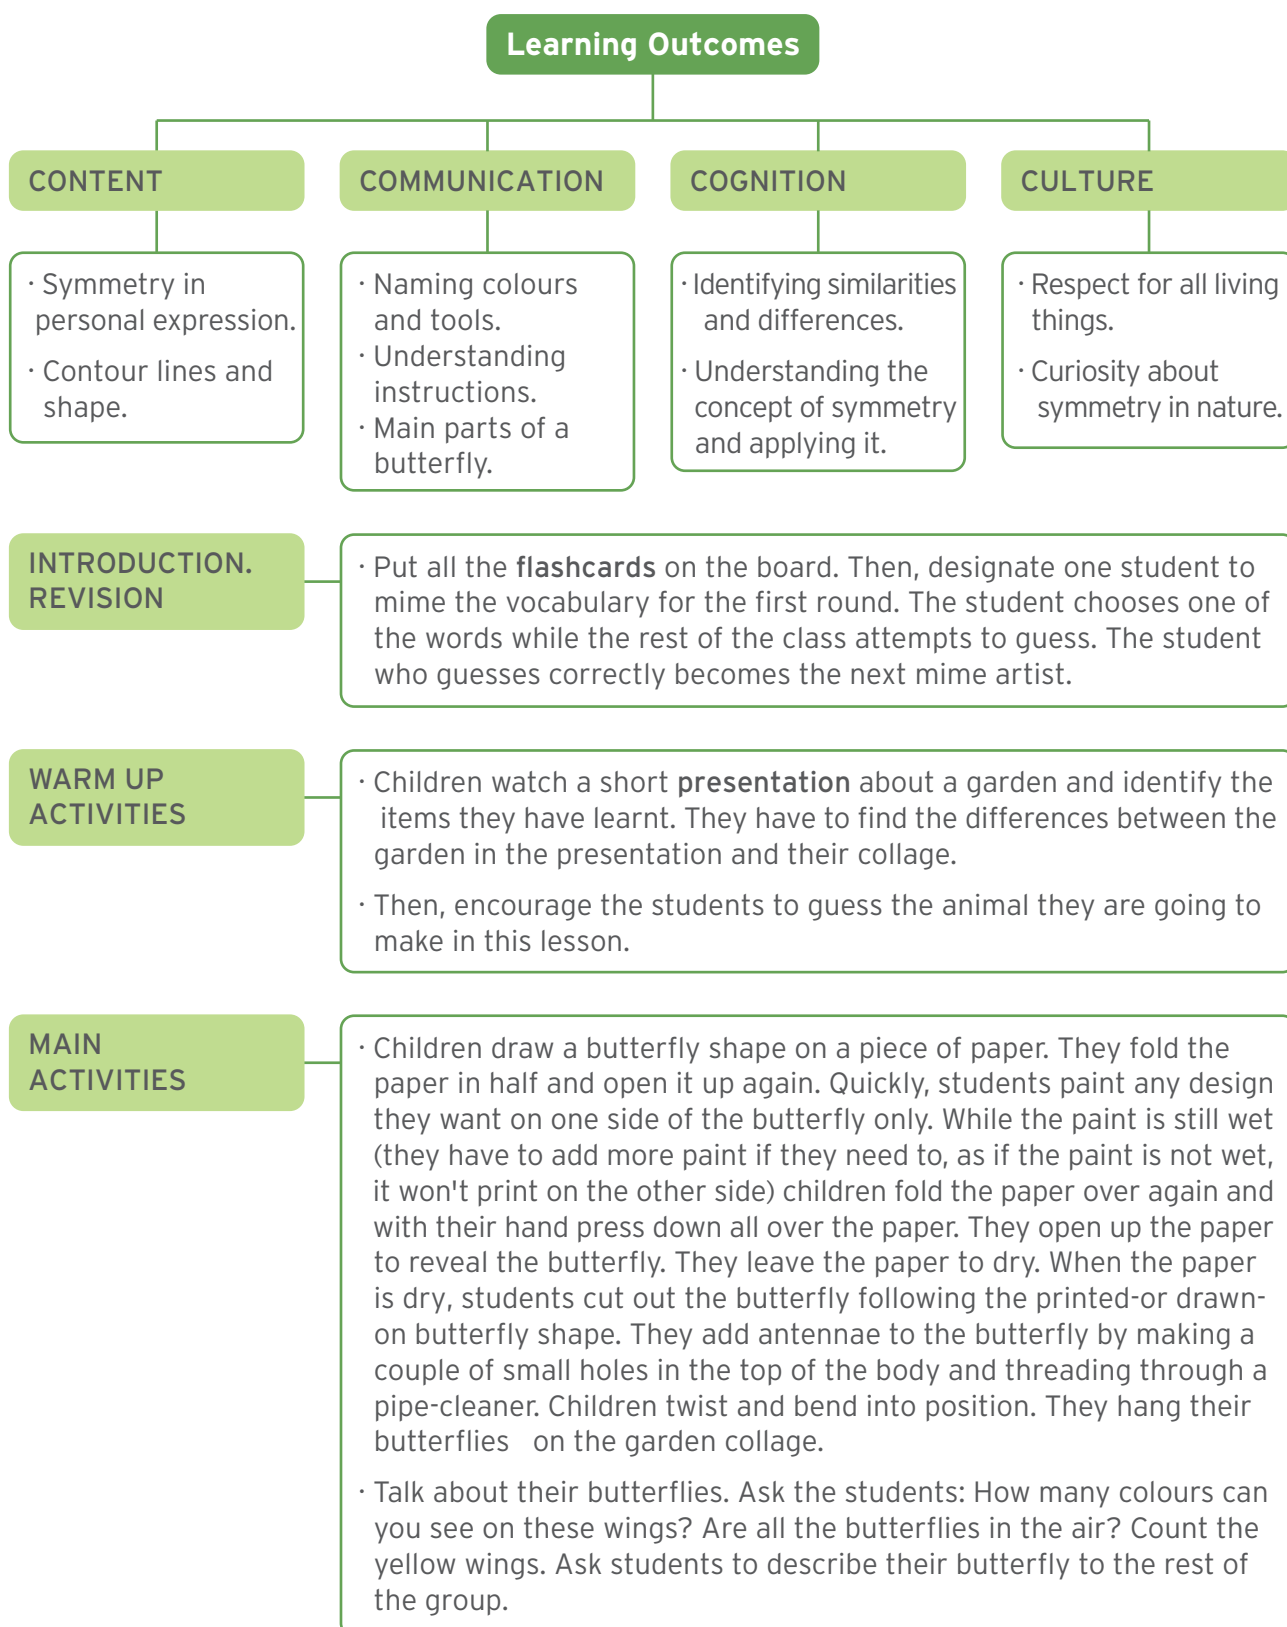 Learning Outcomes
CONTENT
· Symmetry in
personal expression.
· Contour lines and
shape.
COMMUNICATION
· Naming colours
and tools.
· Understanding
instructions.
· Main parts of a
butterfly.
COGNITION
· Identifying similarities
and differences.
· Understanding the
concept of symmetry
and applying it.
CULTURE
· Respect for all living
things.
· Curiosity about
symmetry in nature.
INTRODUCTION.
REVISION
· Put all the flashcards on the board. Then, designate one student to
mime the vocabulary for the first round. The student chooses one of
the words while the rest of the class attempts to guess. The student
who guesses correctly becomes the next mime artist.
WARM UP
ACTIVITIES
· Children watch a short presentation about a garden and identify the
items they have learnt. They have to find the differences between the
garden in the presentation and their collage.
· Then, encourage the students to guess the animal they are going to
make in this lesson.
MAIN
ACTIVITIES
· Children draw a butterfly shape on a piece of paper. They fold the
paper in half and open it up again. Quickly, students paint any design
they want on one side of the butterfly only. While the paint is still wet
(they have to add more paint if they need to, as if the paint is not wet,
it won't print on the other side) children fold the paper over again and
with their hand press down all over the paper. They open up the paper
to reveal the butterfly. They leave the paper to dry. When the paper
is dry, students cut out the butterfly following the printed-or drawn-
on butterfly shape. They add antennae to the butterfly by making a
couple of small holes in the top of the body and threading through a
pipe-cleaner. Children twist and bend into position. They hang their
butterflies on the garden collage.
· Talk about their butterflies. Ask the students: How many colours can
you see on these wings? Are all the butterflies in the air? Count the
yellow wings. Ask students to describe their butterfly to the rest of
the group.